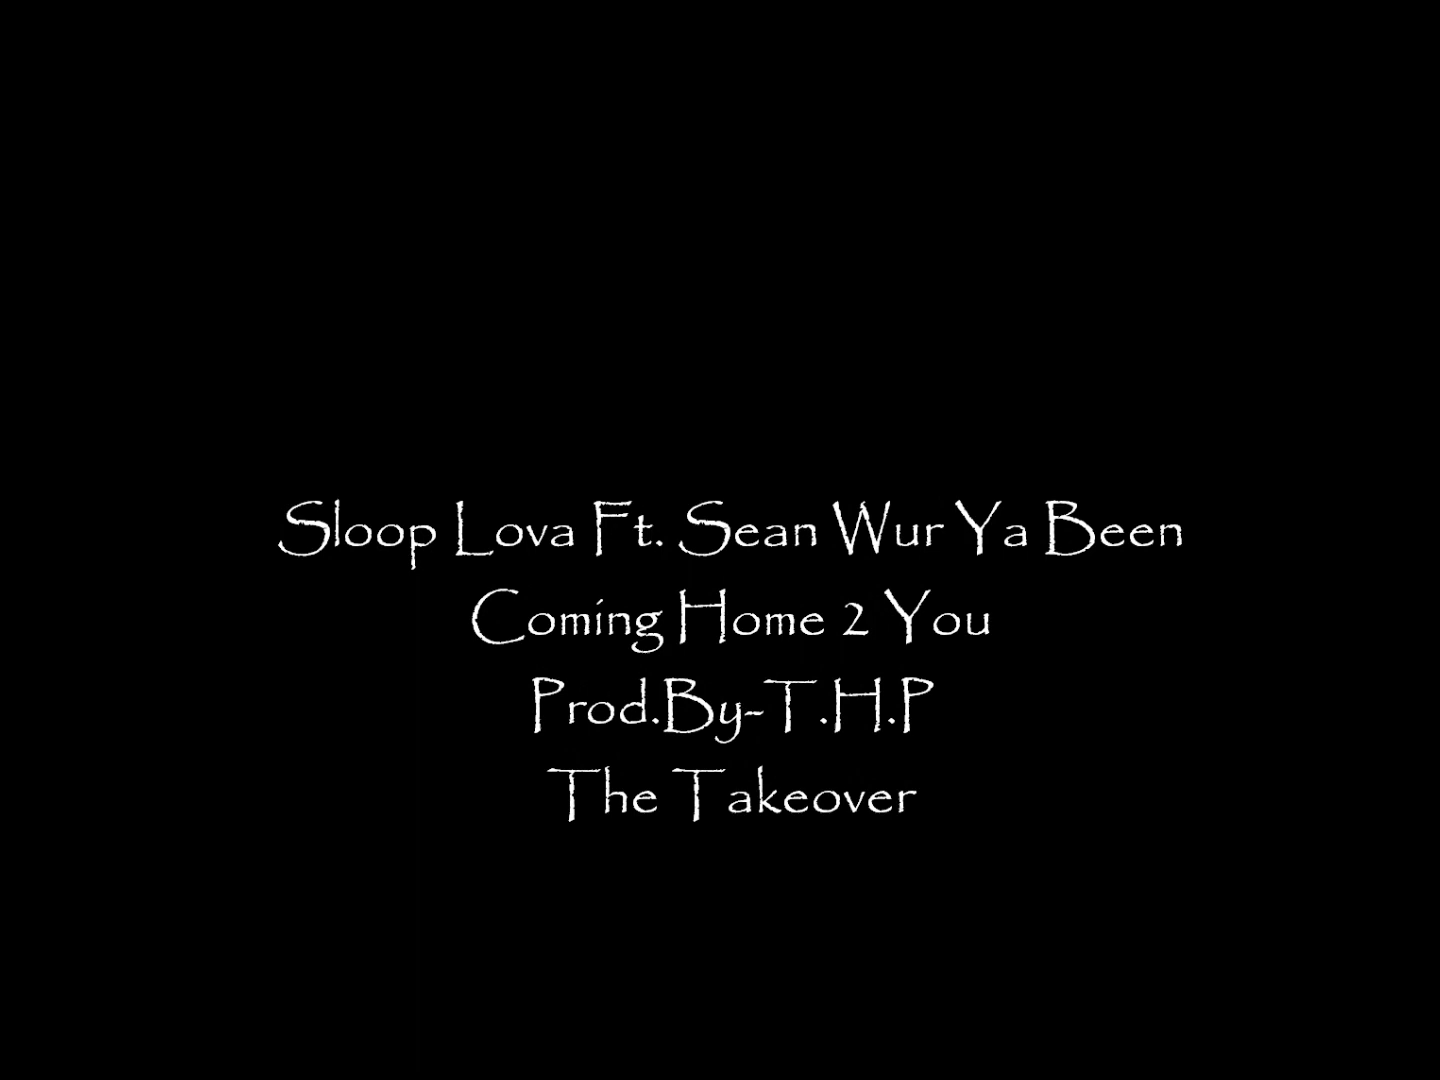 Sloop Lova Ft. Sean Wur Ya Been
Coming Home 2 You
Prod.By-T.H.P
The Takeover